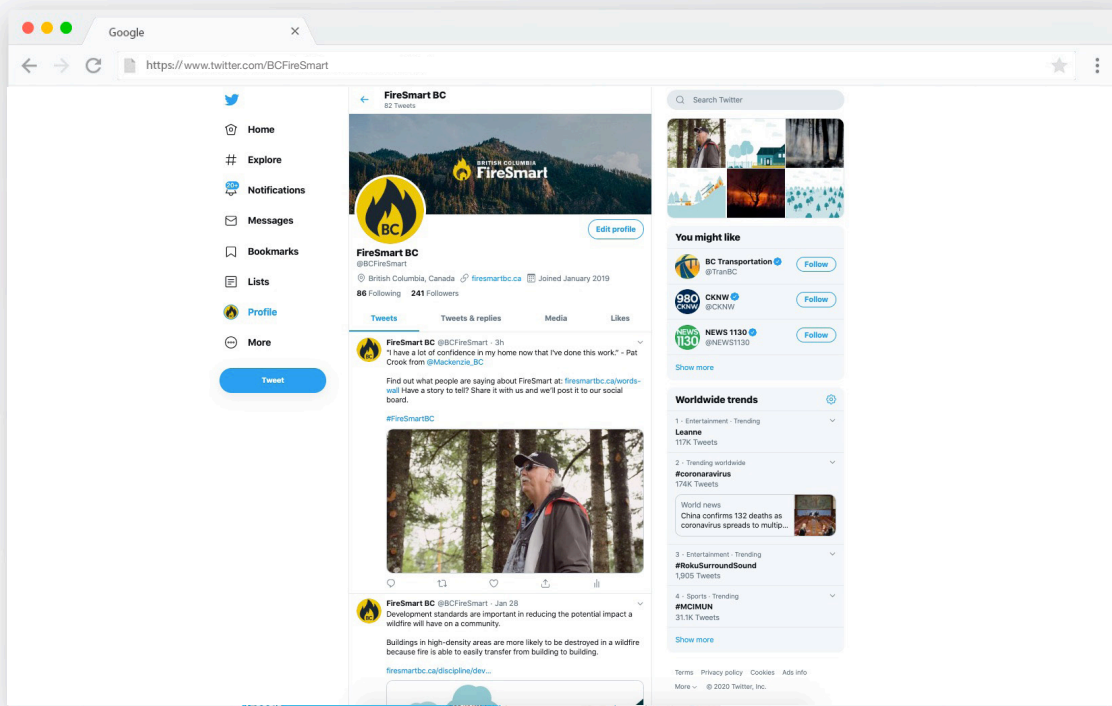 Google
https://www.twitter.com/BCFireSmart
Home
Explore
20+
Notifications
Messages
Bookmarks
Lists
Profile
More
Tweet
FireSmart BC
82 Tweets
BRITISH COLUMBIA
FireSmart
BC
Edit profile
FireSmart BC
@BCFireSmart
British Columbia, Canada firesmartbc.ca Joined January 2019
86 Following 241 Followers
Tweets Tweets & replies Media Likes
FireSmart BC @BCFireSmart · 3h
"I have a lot of confidence in my home now that I've done this work." - Pat
Crook from @Mackenzie_BC
Find out what people are saying about FireSmart at: firesmartbc.ca/words-
wall Have a story to tell? Share it with us and we'll post it to our social
board.
#FireSmartBC
FireSmart BC @BCFireSmart · Jan 28
Development standards are important in reducing the potential impact a
wildfire will have on a community.
Buildings in high-density areas are more likely to be destroyed in a wildfire
because fire is able to easily transfer from building to building.
firesmartbc.ca/discipline/dev...
Search Twitter
You might like
BC Transportation
@TranBC
Follow
980
CKNW
CKNW
@CKNW
Follow
NEWS
1130
NEWS 1130
@NEWS1130
Follow
Show more
Worldwide trends
1 · Entertainment · Trending
Leanne
117K Tweets
2 · Trending worldwide
#coronaravirus
174K Tweets
World news
China confirms 132 deaths as
coronavirus spreads to multip...
3 · Entertainment · Trending
#RokuSurroundSound
1,905 Tweets
4 · Sports · Trending
#MCIMUN
31.1K Tweets
Show more
Terms Privacy policy Cookies Ads info
More © 2020 Twitter, Inc.